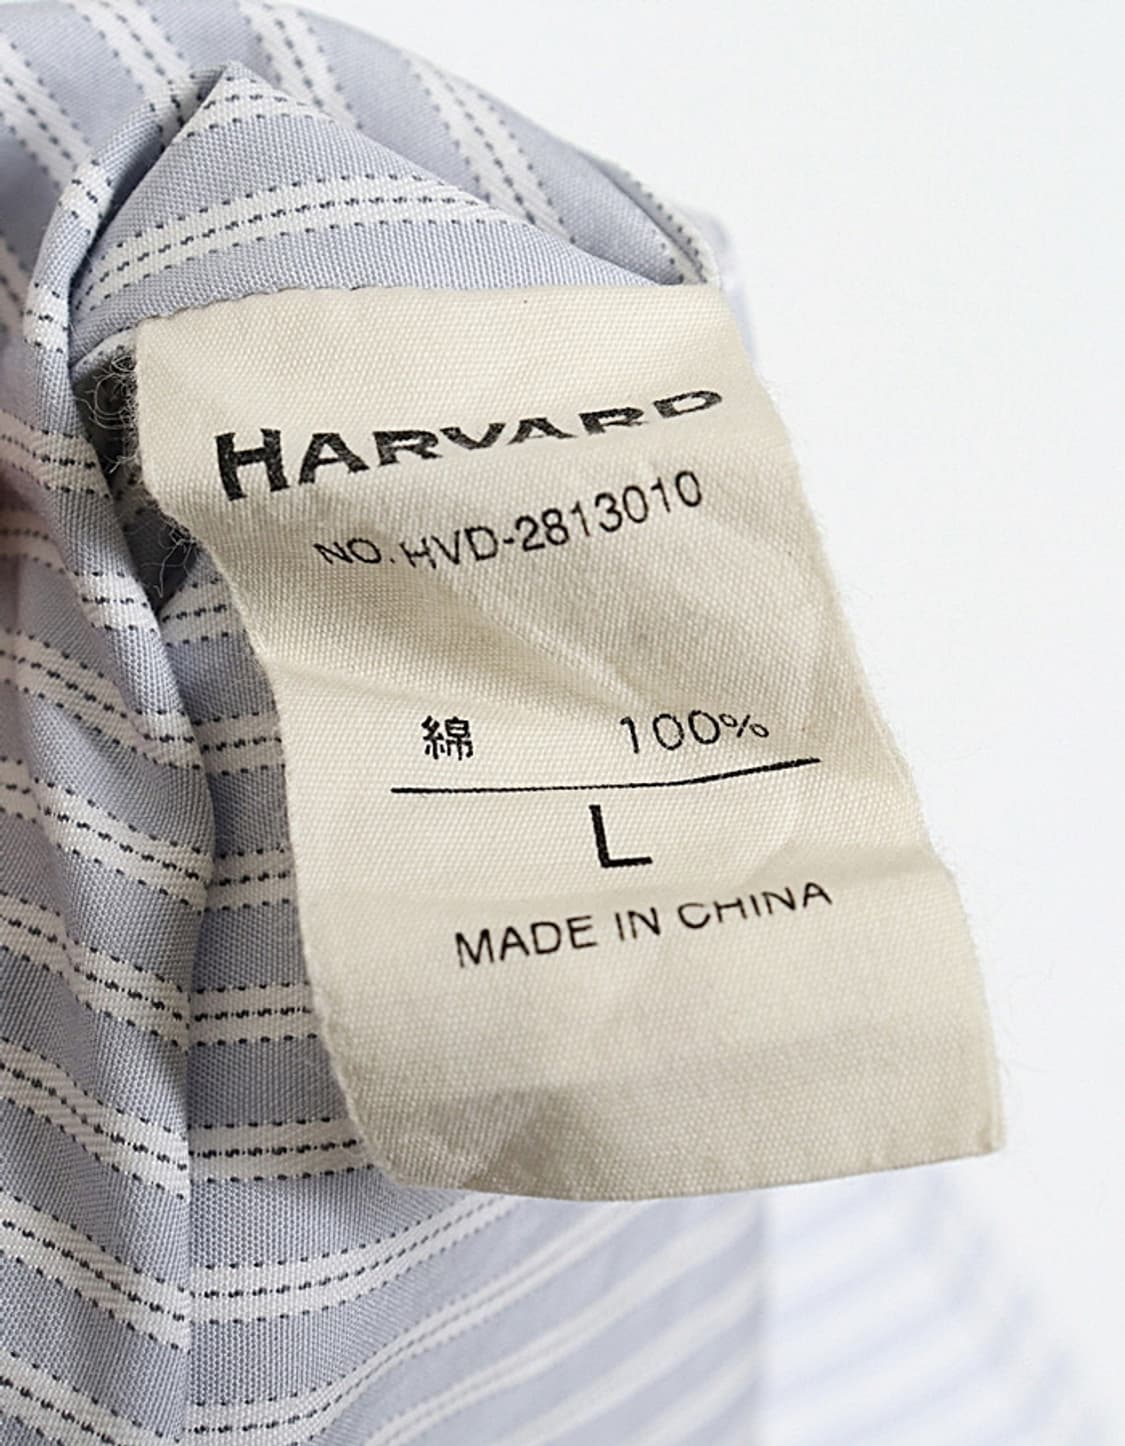 HARVARD
NO. HVD-2813010
綿 100%
L
MADE IN CHINA